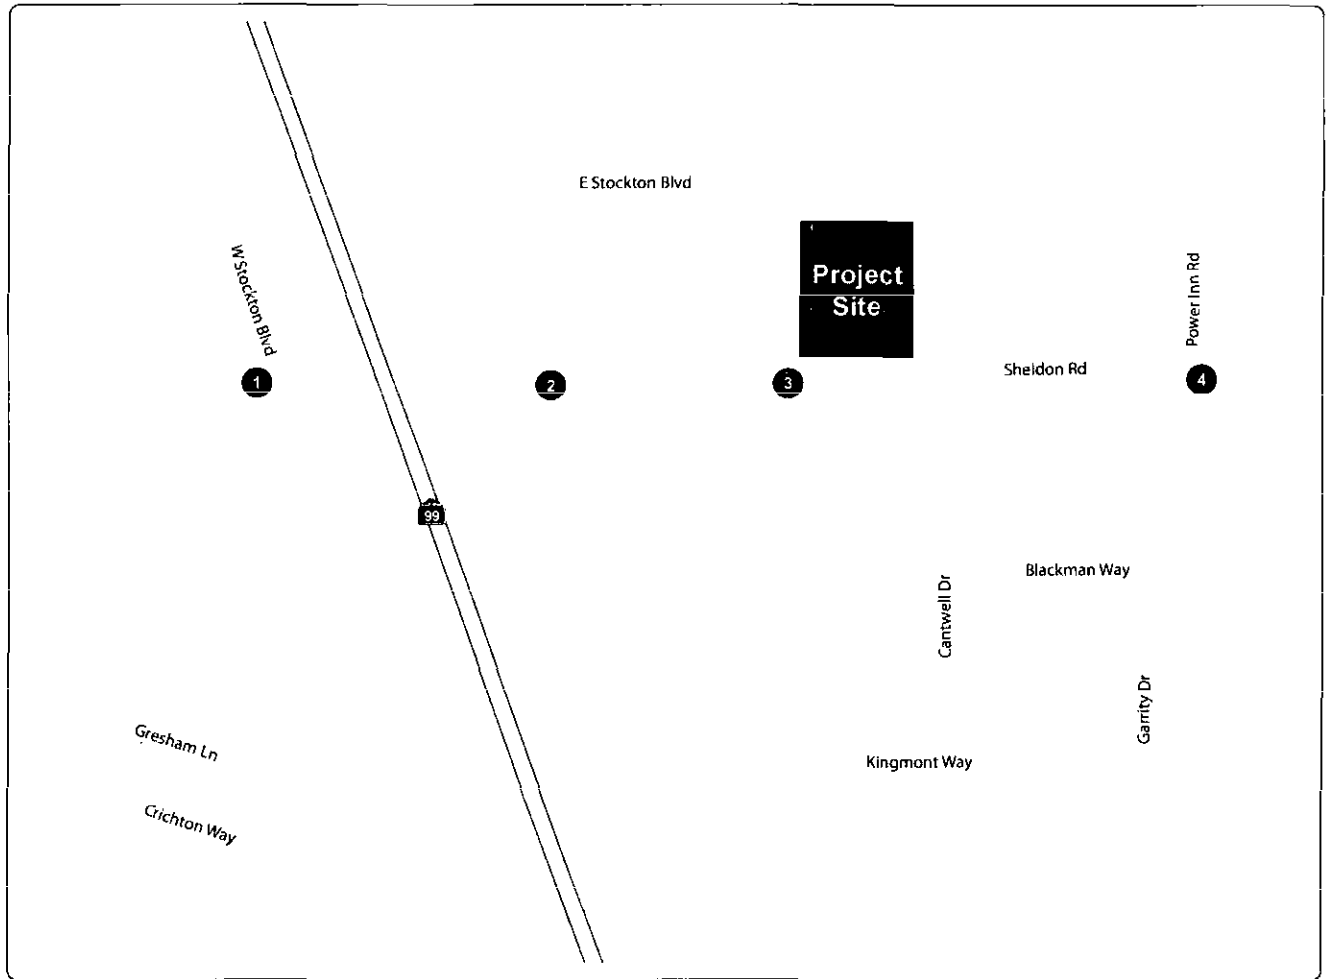 E Stockton Blvd
W Stockton Blvd
Project
Site
Power Inn Rd
Sheldon Rd
1
2
3
4
99
Blackman Way
Cantwell Dr
Garrity Dr
Gresham Ln
Kingmont Way
Crichton Way